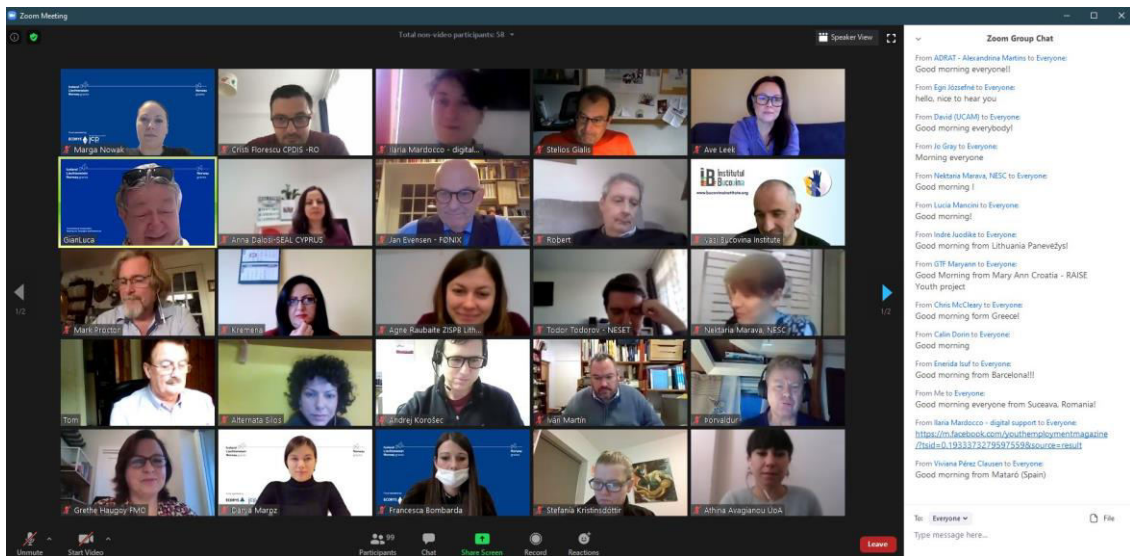 Zoom Meeting
Total non-video participants: 58
Speaker View
Marga Nowak
Cristi Florescu CPDIS -RO
Ilaria Mardocco - digital...
Stelios Gialis
Ave Leek
Institutul
Bucovina
www.bucovinainstitute.org
GianLuca
Anna Dalosi-SEAL CYPRUS
Jan Evensen - FØNIX
Robert
Vasi Bucovina Institute
1/2
1/2
Mark Proctor
Kremena
Agne Raubaite ZISPB Lith...
Todor Todorov - NESET
Nektaria Marava, NESC
Tom
Alternata Silos
Andrej Korošec
Iván Martín
Þorvaldur
Grethe Haugøy FMO
Danja Margoz
Francesca Bombarda
Stefanía Kristinsdóttir
Athina Avagianou UoA
Unmute
Start Video
Participants
99
Chat
Share Screen
Record
Reactions
Leave
Zoom Group Chat
From ADRAT - Alexandrina Martins to Everyone:
Good morning everyone!!
From Egri Józsefné to Everyone:
hello, nice to hear you
From David (UCAM) to Everyone:
Good morning everybody!
From Jo Gray to Everyone:
Morning everyone
From Nektaria Marava, NESC to Everyone:
Good morning !
From Lucia Mancini to Everyone:
Good morning!
From Indre Juodike to Everyone:
Good morning from Lithuania Panevėžys!
From GTF Maryann to Everyone:
Good Morning from Mary Ann Croatia - RAISE
Youth project
From Chris McCleary to Everyone:
Good morning form Greece!
From Calin Dorin to Everyone:
Good morning
From Enerida Isuf to Everyone:
Good morning from Barcelona!!!
From Me to Everyone:
Good morning everyone from Suceava, Romania!
From Ilaria Mardocco - digital support to Everyone:
https://m.facebook.com/youthemploymentmagazine
/?tsid=0.1933373279597559&source=result
From Viviena Pérez Clausen to Everyone:
Good morning from Mataró (Spain)
To: Everyone
File
Type message here...